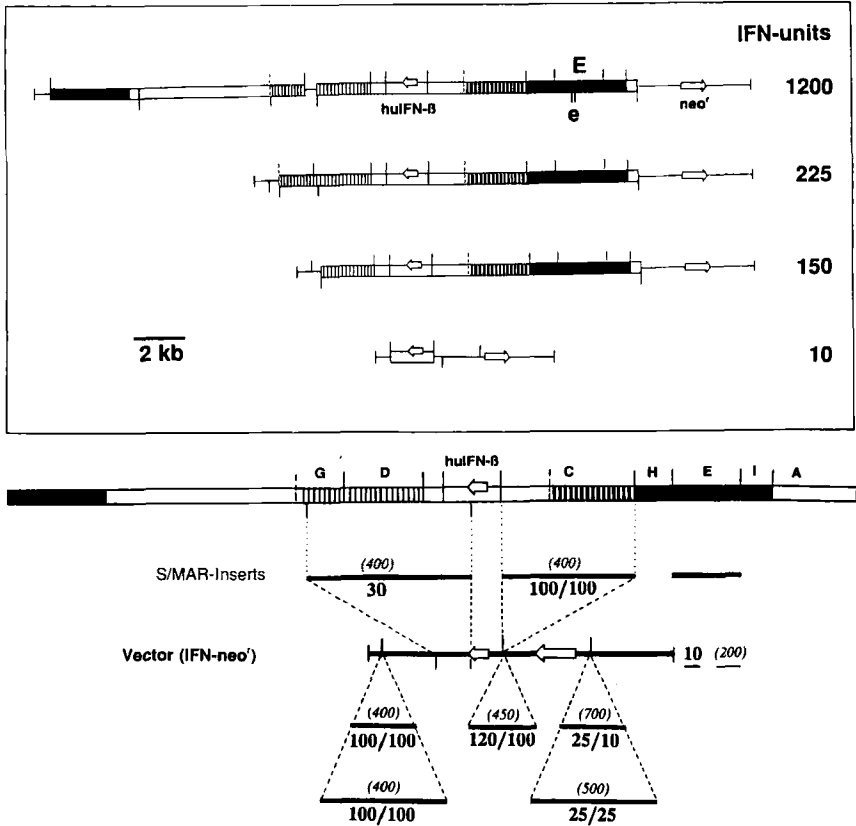 IFN-units
E
1200
huIFN-ß
e
neoʳ
225
150
2 kb
10
huIFN-ß
G D C H E I A
S/MAR-Inserts
(400) (400)
30 100/100
Vector (IFN-neoʳ) 10 (200)
(400) (450) (700)
100/100 120/100 25/10
(400) (500)
100/100 25/25